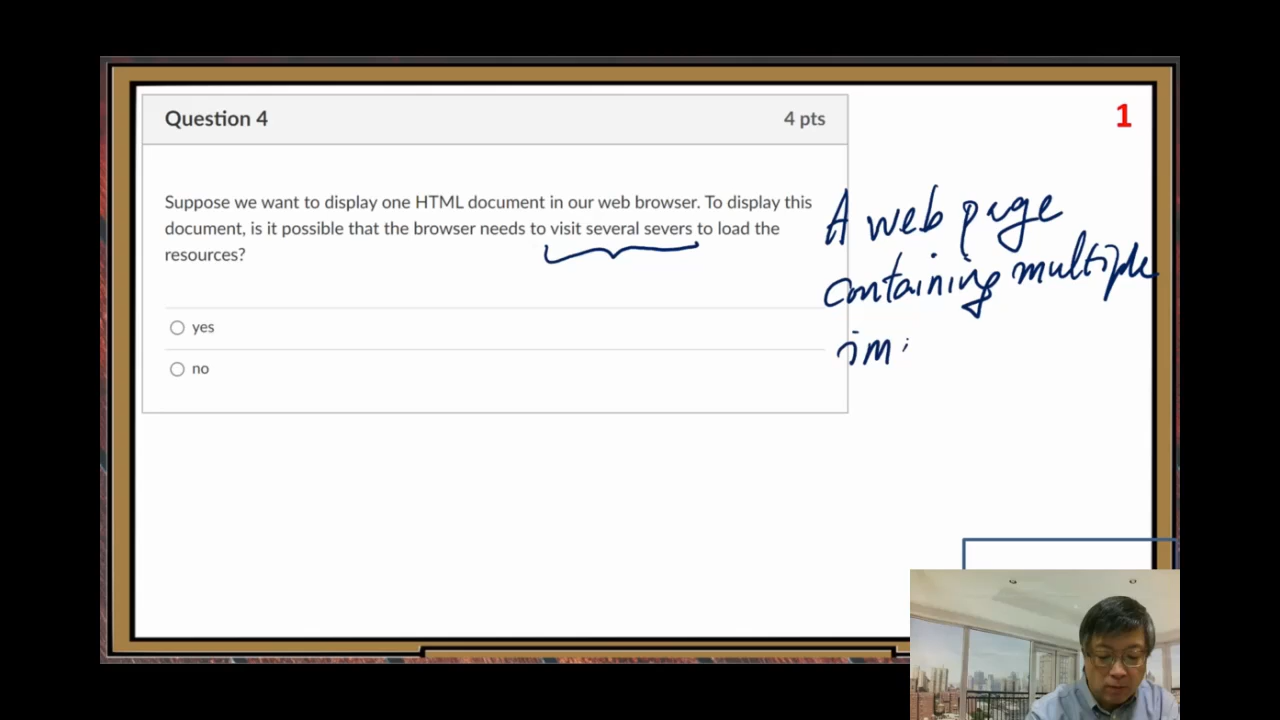 Question 4
4 pts
1
Suppose we want to display one HTML document in our web browser. To display this
document, is it possible that the browser needs to visit several severs to load the
resources?
yes
no
A web page
containing multiple
im